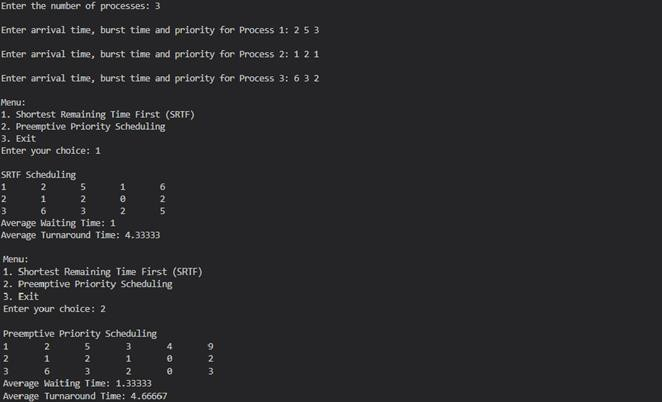 Enter the number of processes: 3
Enter arrival time, burst time and priority for Process 1: 2 5 3
Enter arrival time, burst time and priority for Process 2: 1 2 1
Enter arrival time, burst time and priority for Process 3: 6 3 2
Menu:
1. Shortest Remaining Time First (SRTF)
2. Preemptive Priority Scheduling
3. Exit
Enter your choice: 1
SRTF Scheduling
1 2 5 1 6
2 1 2 0 2
3 6 3 2 5
Average Waiting Time: 1
Average Turnaround Time: 4.33333
Menu:
1. Shortest Remaining Time First (SRTF)
2. Preemptive Priority Scheduling
3. Exit
Enter your choice: 2
Preemptive Priority Scheduling
1 2 5 3 4 9
2 1 2 1 0 2
3 6 3 2 0 3
Average Waiting Time: 1.33333
Average Turnaround Time: 4.66667